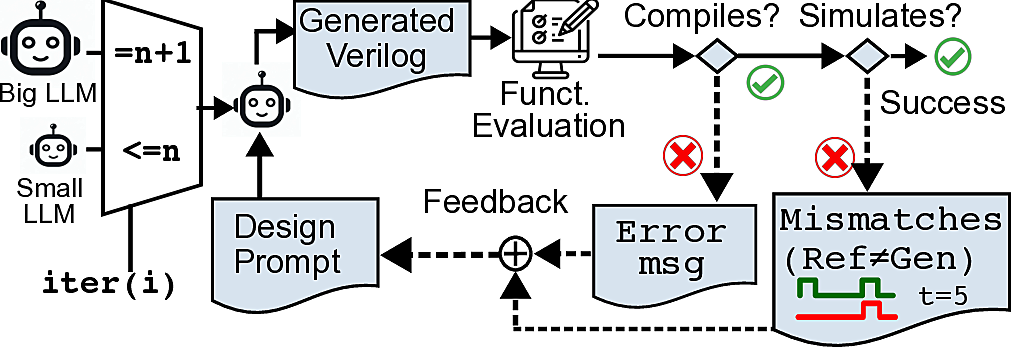 Big LLM
Small
LLM
=n+1
<=n
iter(i)
Generated
Verilog
Funct.
Evaluation
Compiles?
Simulates?
Success
Design
Prompt
Feedback
Error
msg
Mismatches
(Ref≠Gen)
t=5